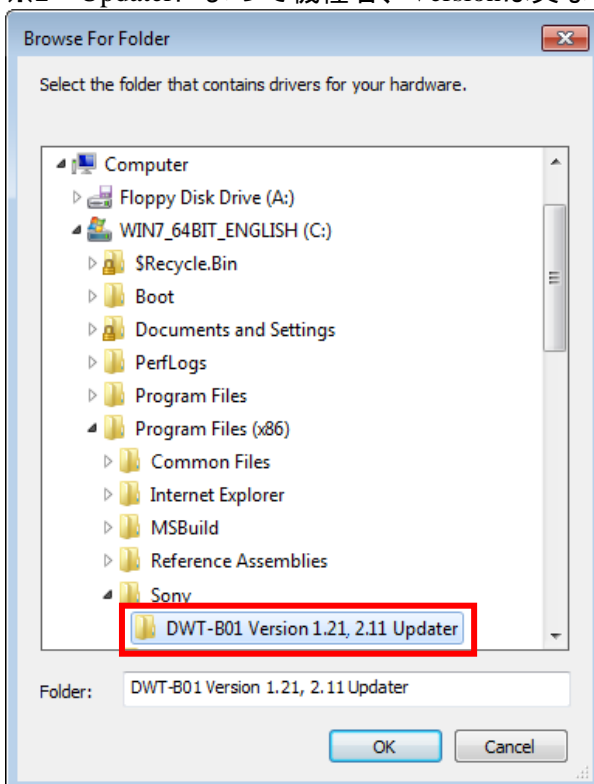 Browse For Folder
Select the folder that contains drivers for your hardware.
Computer
Floppy Disk Drive (A:)
WIN7_64BIT_ENGLISH (C:)
$Recycle.Bin
Boot
Documents and Settings
PerfLogs
Program Files
Program Files (x86)
Common Files
Internet Explorer
MSBuild
Reference Assemblies
Sony
DWT-B01 Version 1.21, 2.11 Updater
Folder: DWT-B01 Version 1.21, 2.11 Updater
OK Cancel